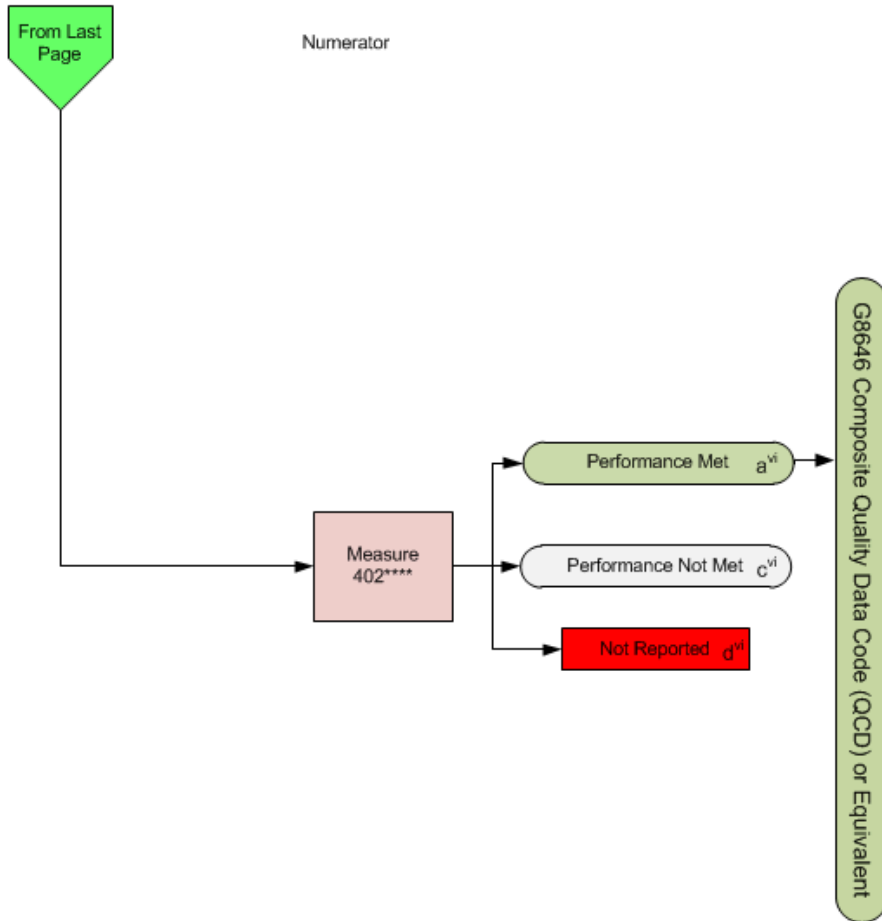 From Last
Page
Numerator
Measure
402****
Performance Met a^vi
Performance Not Met c^vi
Not Reported d^vi
G8646 Composite Quality Data Code (QCD) or Equivalent